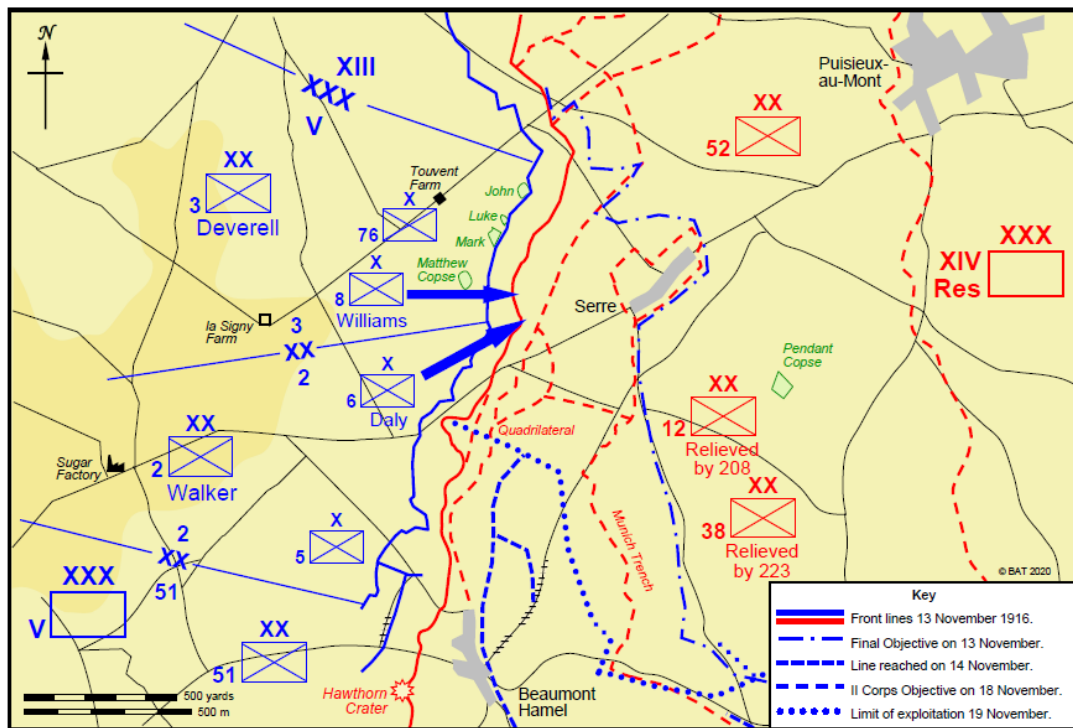 N
XIII
XXX
V
Puisieux-
au-Mont
XX
52
XX
3
Deverell
Touvent
Farm
John
X
76
Luke
Mark
Matthew
Copse
X
8
Williams
XXX
XIV
Res
Serre
la Signy
Farm
3
XX
2
X
6
Daly
Pendant
Copse
XX
12
Relieved
by 208
Quadrilateral
Sugar
Factory
XX
2
Walker
XX
38
Relieved
by 223
Munich Trench
2
XX
51
X
5
XXX
V
© BAT 2020
XX
51
500 yards
500 m
Hawthorn
Crater
Beaumont
Hamel
Key
Front lines 13 November 1916.
Final Objective on 13 November.
Line reached on 14 November.
II Corps Objective on 18 November.
Limit of exploitation 19 November.